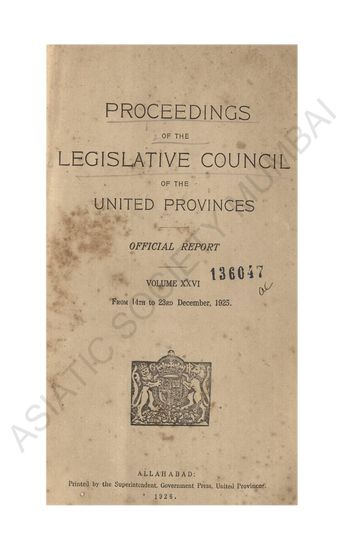 PROCEEDINGS
OF THE
LEGISLATIVE COUNCIL
OF THE
UNITED PROVINCES
OFFICIAL REPORT
VOLUME XXVI
136047
FROM 14TH TO 23RD December, 1925.
ALLAHABAD:
Printed by the Superintendent, Government Press, United Provinces.
1926.
ASIATIC SOCIETY MUMBAI